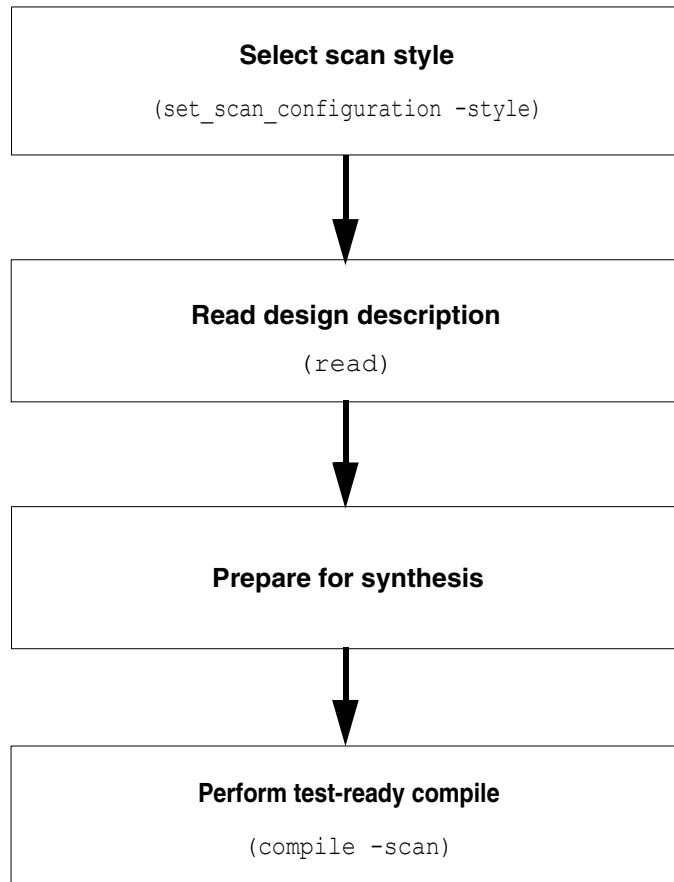 Select scan style
(set_scan_configuration -style)
Read design description
(read)
Prepare for synthesis
Perform test-ready compile
(compile -scan)